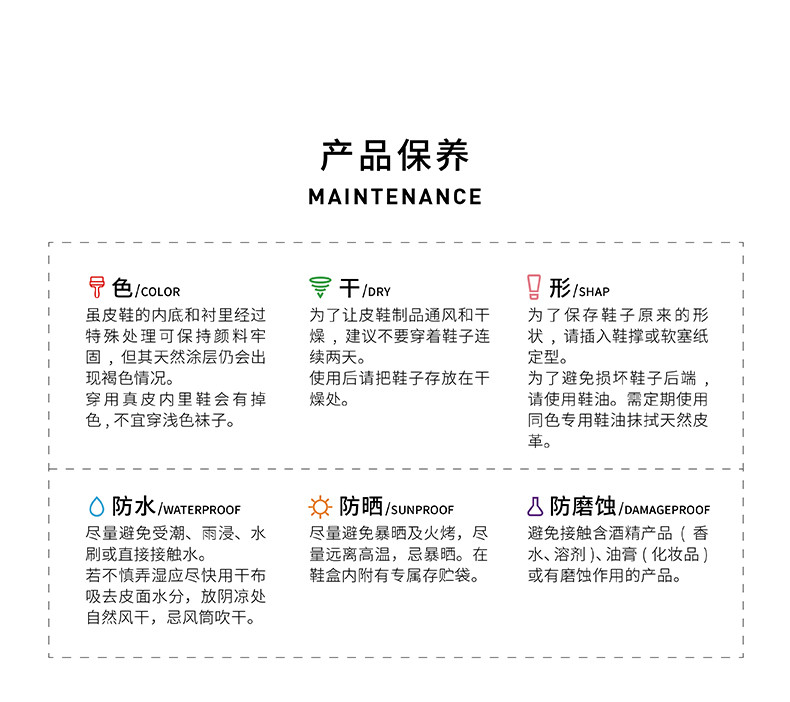 产品保养
MAINTENANCE
色/COLOR
虽皮鞋的内底和衬里经过
特殊处理可保持颜料牢
固，但其天然涂层仍会出
现褐色情况。
穿用真皮内里鞋会有掉
色,不宜穿浅色袜子。
干/DRY
为了让皮鞋制品通风和干
燥，建议不要穿着鞋子连
续两天。
使用后请把鞋子存放在干
燥处。
形/SHAP
为了保存鞋子原来的形
状，请插入鞋撑或软塞纸
定型。
为了避免损坏鞋子后端，
请使用鞋油。需定期使用
同色专用鞋油抹拭天然皮
革。
防水/WATERPROOF
尽量避免受潮、雨浸、水
刷或直接接触水。
若不慎弄湿应尽快用干布
吸去皮面水分，放阴凉处
自然风干，忌风筒吹干。
防晒/SUNPROOF
尽量避免暴晒及火烤，尽
量远离高温，忌暴晒。在
鞋盒内附有专属存贮袋。
防磨蚀/DAMAGEPROOF
避免接触含酒精产品(香
水、溶剂)、油膏(化妆品)
或有磨蚀作用的产品。